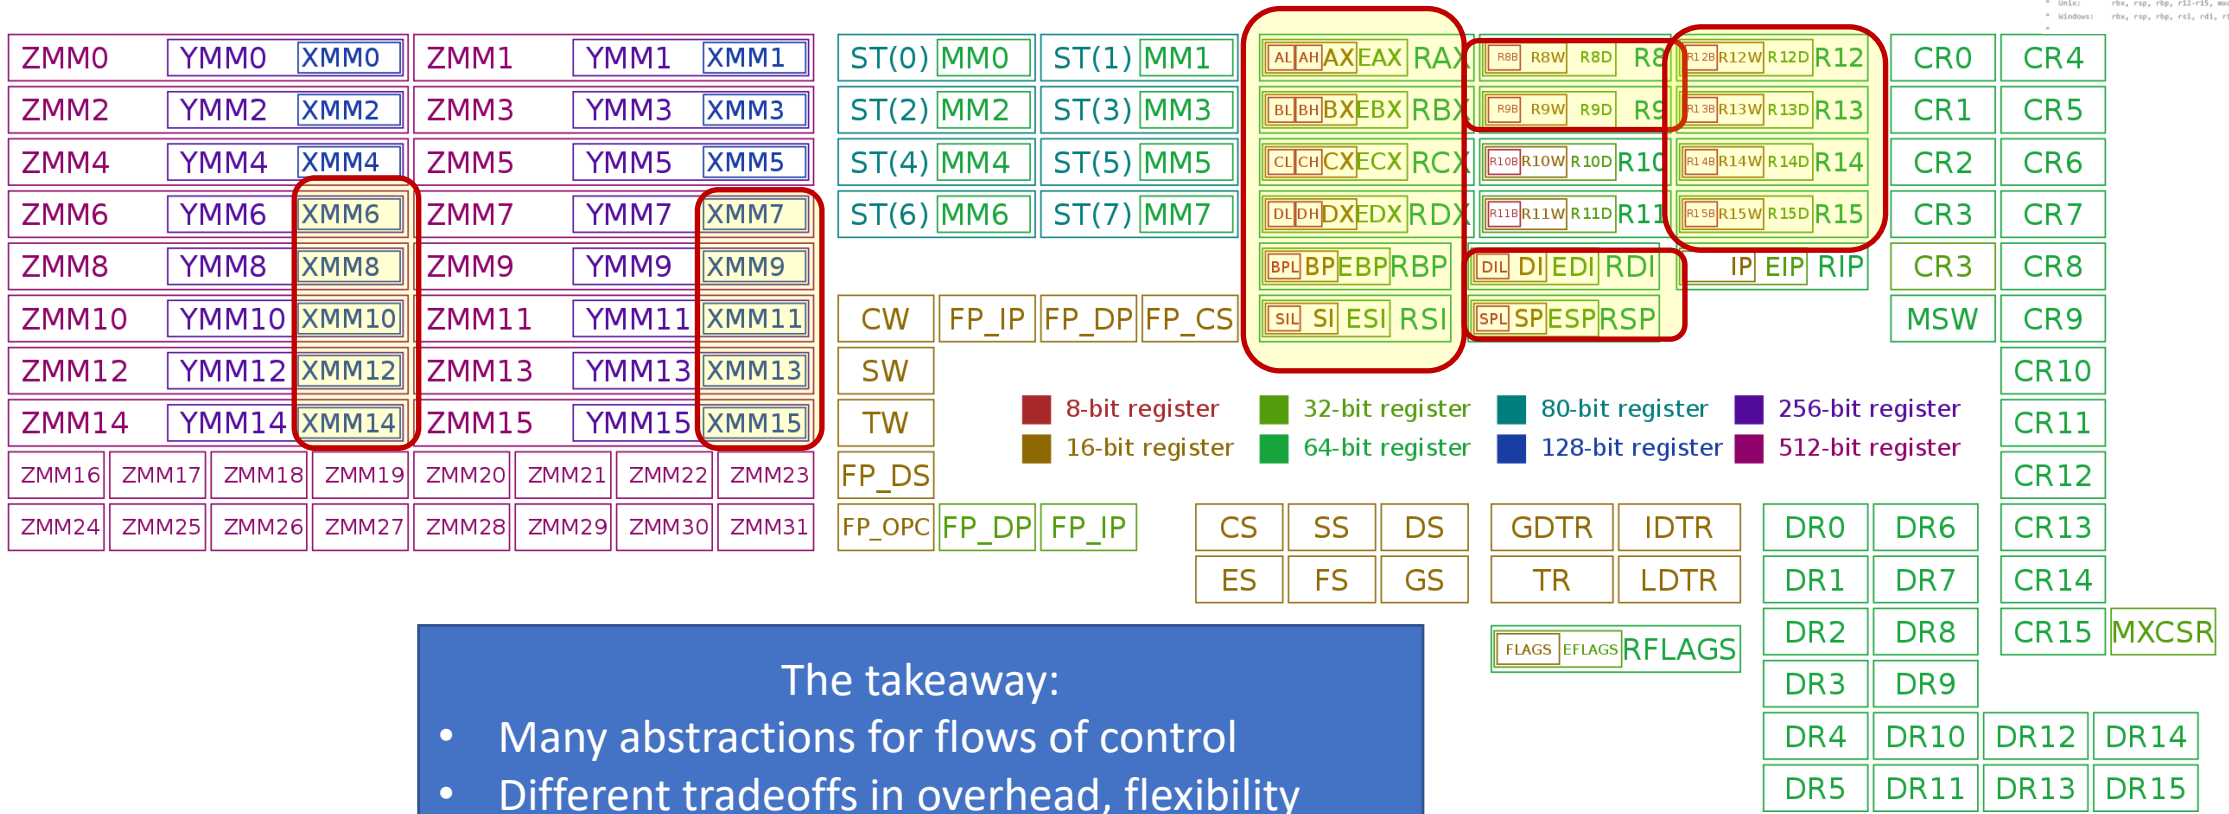 * Unix: rbx, rsp, rbp, r12-r15,
* Windows: rbx, rsp, rbp, rsi, rdi,
ZMM0 YMM0 XMM0 ZMM1 YMM1 XMM1 ST(0) MM0 ST(1) MM1 AL AH AX EAX RAX R8B R8W R8D R8 R12B R12W R12D R12 CR0 CR4
ZMM2 YMM2 XMM2 ZMM3 YMM3 XMM3 ST(2) MM2 ST(3) MM3 BL BH BX EBX RBX R9B R9W R9D R9 R13B R13W R13D R13 CR1 CR5
ZMM4 YMM4 XMM4 ZMM5 YMM5 XMM5 ST(4) MM4 ST(5) MM5 CL CH CX ECX RCX R10B R10W R10D R10 R14B R14W R14D R14 CR2 CR6
ZMM6 YMM6 XMM6 ZMM7 YMM7 XMM7 ST(6) MM6 ST(7) MM7 DL DH DX EDX RDX R11B R11W R11D R11 R15B R15W R15D R15 CR3 CR7
ZMM8 YMM8 XMM8 ZMM9 YMM9 XMM9 BPL BP EBP RBP DIL DI EDI RDI IP EIP RIP CR3 CR8
ZMM10 YMM10 XMM10 ZMM11 YMM11 XMM11 CW FP_IP FP_DP FP_CS SIL SI ESI RSI SPL SP ESP RSP MSW CR9
ZMM12 YMM12 XMM12 ZMM13 YMM13 XMM13 SW CR10
ZMM14 YMM14 XMM14 ZMM15 YMM15 XMM15 TW 8-bit register 32-bit register 80-bit register 256-bit register CR11
16-bit register 64-bit register 128-bit register 512-bit register
ZMM16 ZMM17 ZMM18 ZMM19 ZMM20 ZMM21 ZMM22 ZMM23 FP_DS CR12
ZMM24 ZMM25 ZMM26 ZMM27 ZMM28 ZMM29 ZMM30 ZMM31 FP_OPC FP_DP FP_IP CS SS DS GDTR IDTR DR0 DR6 CR13
ES FS GS TR LDTR DR1 DR7 CR14
FLAGS EFLAGS RFLAGS DR2 DR8 CR15 MXCSR
DR3 DR9
DR4 DR10 DR12 DR14
DR5 DR11 DR13 DR15
The takeaway:
• Many abstractions for flows of control
• Different tradeoffs in overhead, flexibility